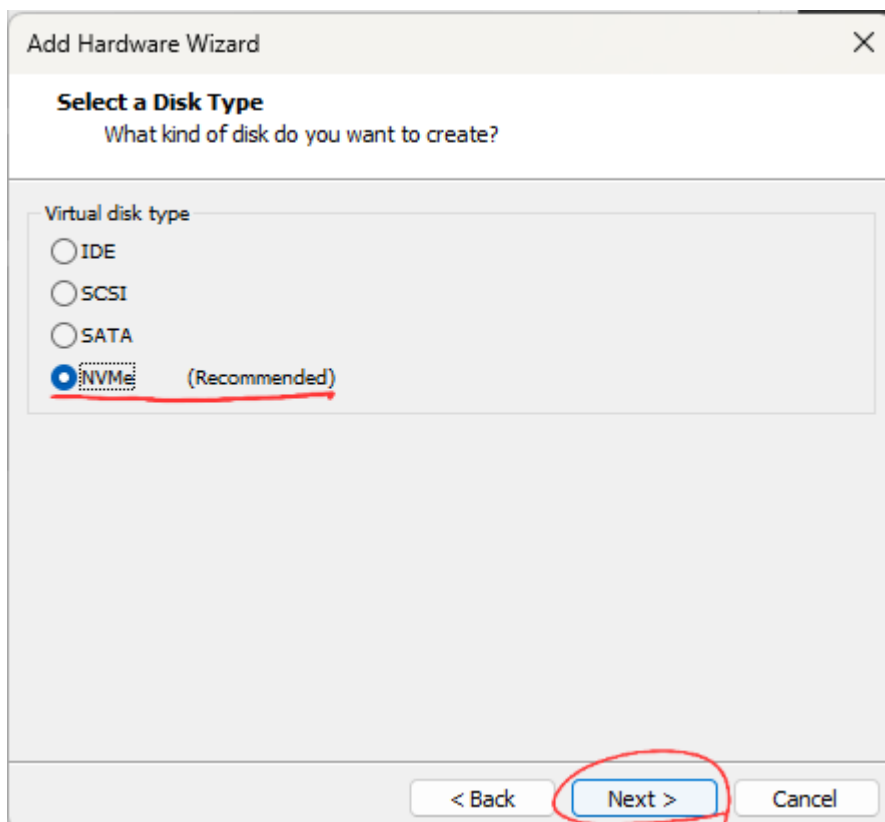 Add Hardware Wizard
Select a Disk Type
What kind of disk do you want to create?
Virtual disk type
IDE
SCSI
SATA
NVMe (Recommended)
< Back Next > Cancel